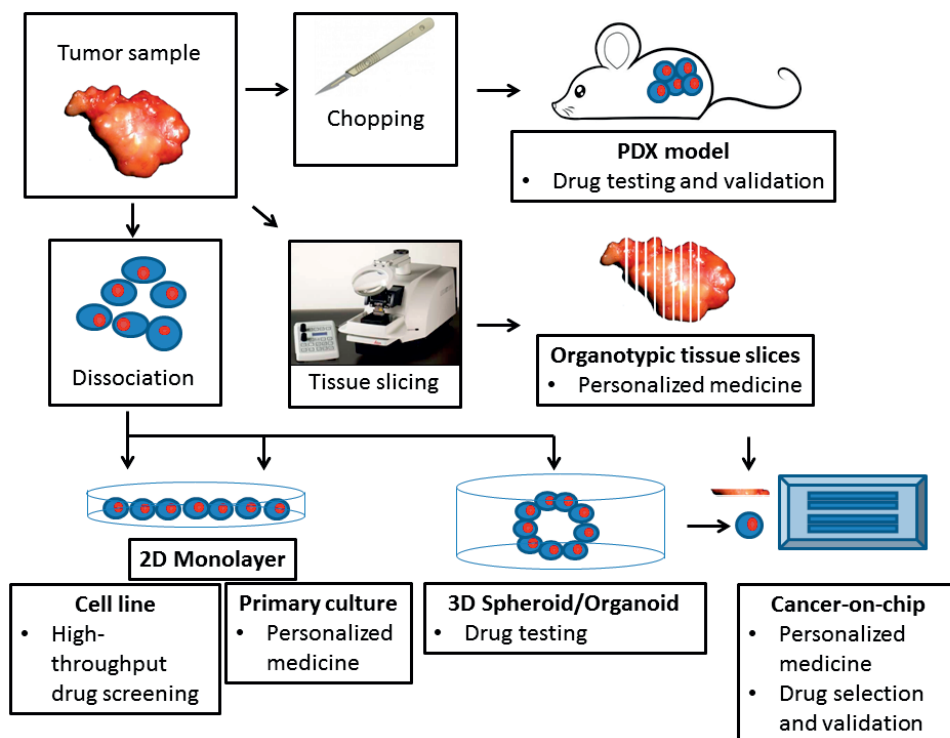 Tumor sample
Chopping
PDX model
• Drug testing and validation
Dissociation
Tissue slicing
Organotypic tissue slices
• Personalized medicine
2D Monolayer
Cell line
• High-
throughput
drug screening
Primary culture
• Personalized
medicine
3D Spheroid/Organoid
• Drug testing
Cancer-on-chip
• Personalized
medicine
• Drug selection
and validation